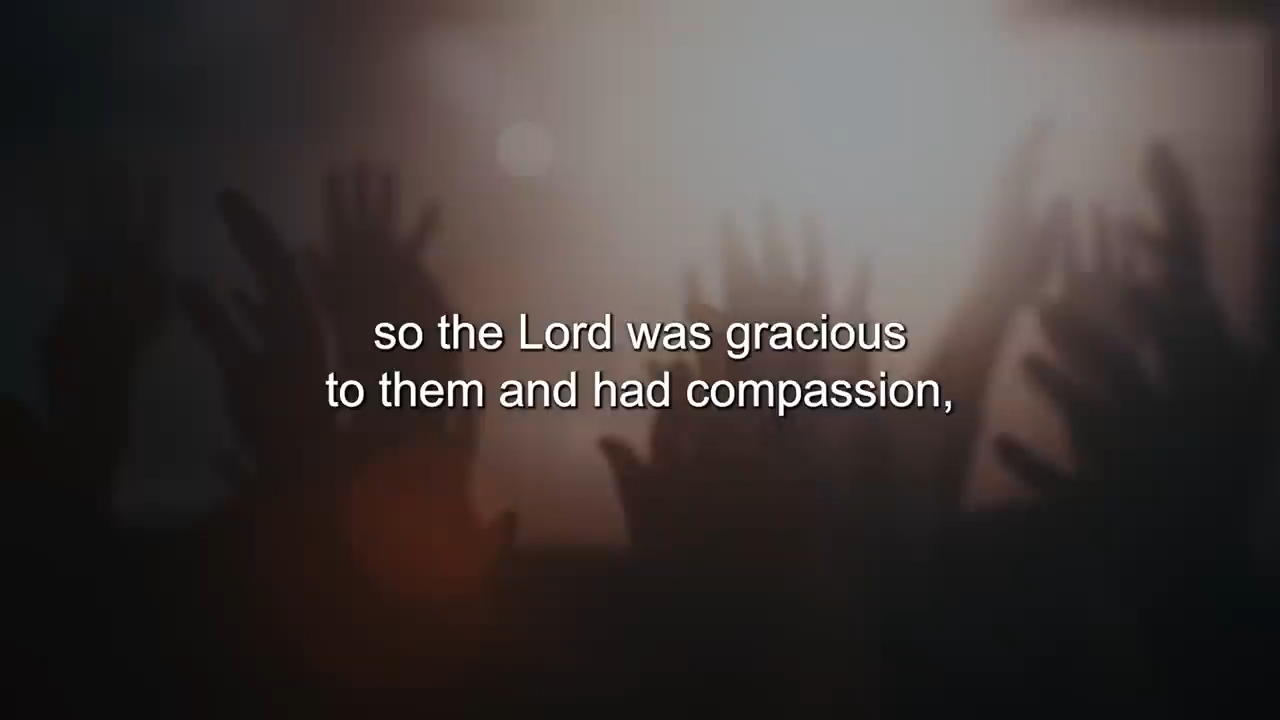 so the Lord was gracious
to them and had compassion,